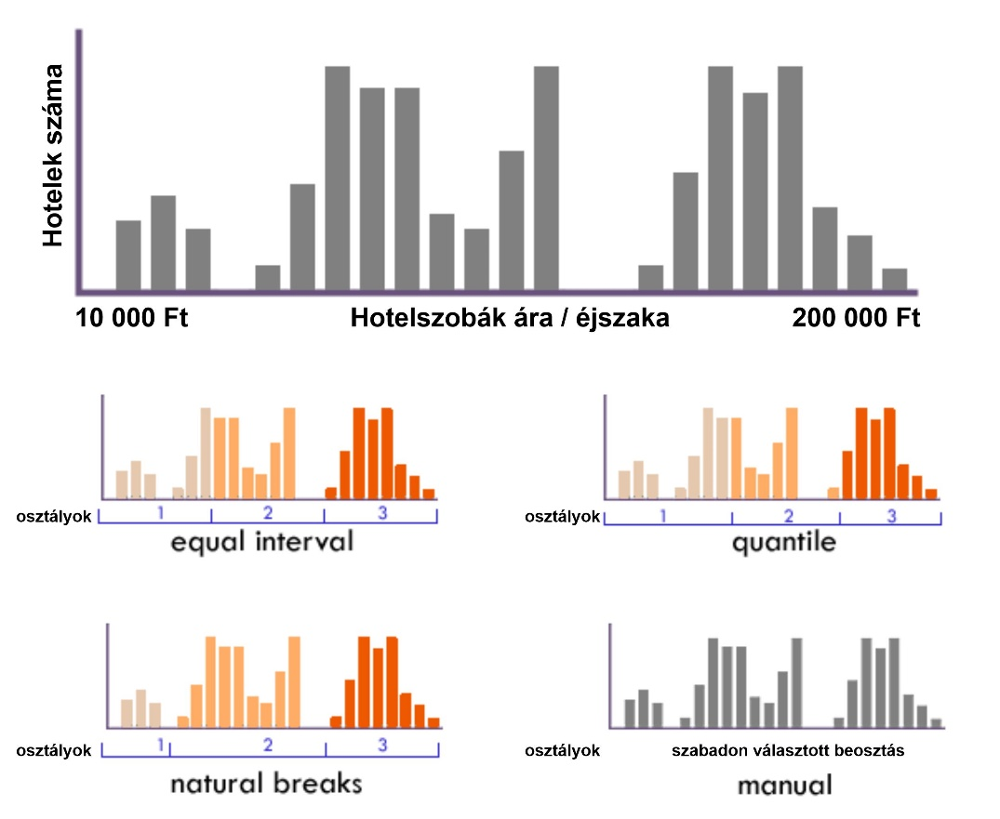 Hotelek száma
10 000 Ft Hotelszobák ára / éjszaka 200 000 Ft
osztályok 1 2 3
equal interval
osztályok 1 2 3
quantile
osztályok 1 2 3
natural breaks
osztályok szabadon választott beosztás
manual